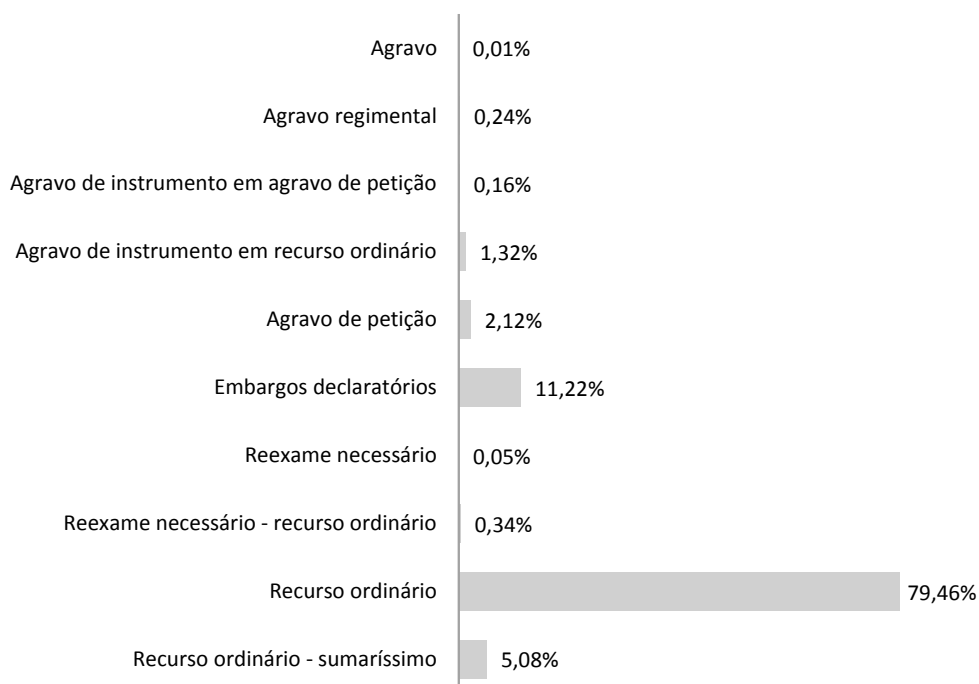 Agravo 0,01%
Agravo regimental 0,24%
Agravo de instrumento em agravo de petição 0,16%
Agravo de instrumento em recurso ordinário 1,32%
Agravo de petição 2,12%
Embargos declaratórios 11,22%
Reexame necessário 0,05%
Reexame necessário - recurso ordinário 0,34%
Recurso ordinário 79,46%
Recurso ordinário - sumaríssimo 5,08%